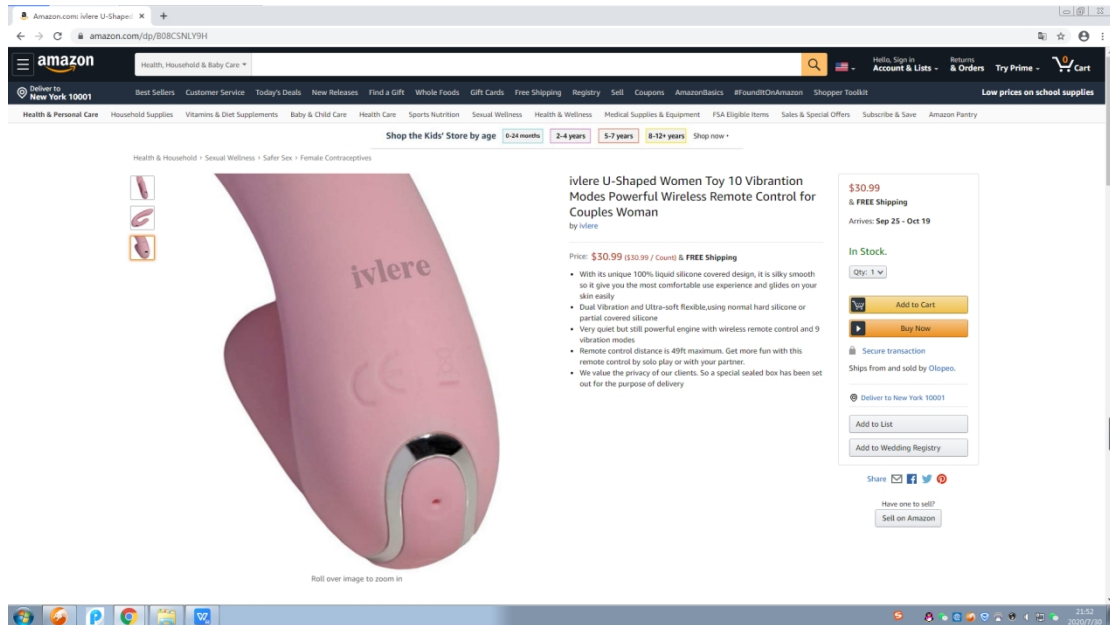 Amazon.com: ivlere U-Shaped
amazon.com/dp/B08CSNLY9H
amazon
Health, Household & Baby Care
Hello, Sign in
Account & Lists
Returns
& Orders
Try Prime
0
Cart
Deliver to
New York 10001
Best Sellers Customer Service Today's Deals New Releases Find a Gift Whole Foods Gift Cards Free Shipping Registry Sell Coupons AmazonBasics #FoundItOnAmazon Shopper Toolkit
Low prices on school supplies
Health & Personal Care Household Supplies Vitamins & Diet Supplements Baby & Child Care Health Care Sports Nutrition Sexual Wellness Health & Wellness Medical Supplies & Equipment FSA Eligible Items Sales & Special Offers Subscribe & Save Amazon Pantry
Shop the Kids' Store by age 0-24 months 2-4 years 5-7 years 8-12+ years Shop now
Health & Household › Sexual Wellness › Safer Sex › Female Contraceptives
ivlere
CE
Roll over image to zoom in
ivlere U-Shaped Women Toy 10 Vibrantion
Modes Powerful Wireless Remote Control for
Couples Woman
by ivlere
Price: $30.99 ($30.99 / Count) & FREE Shipping
• With its unique 100% liquid silicone covered design, it is silky smooth
so it give you the most comfortable use experience and glides on your
skin easily
• Dual Vibration and Ultra-soft flexible,using normal hard silicone or
partial covered silicone
• Very quiet but still powerful engine with wireless remote control and 9
vibration modes
• Remote control distance is 49ft maximum. Get more fun with this
remote control by solo play or with your partner.
• We value the privacy of our clients. So a special sealed box has been set
out for the purpose of delivery
$30.99
& FREE Shipping
Arrives: Sep 25 - Oct 19
In Stock.
Qty: 1
Add to Cart
Buy Now
Secure transaction
Ships from and sold by Olopeo.
Deliver to New York 10001
Add to List
Add to Wedding Registry
Share
Have one to sell?
Sell on Amazon
21:52
2020/7/30